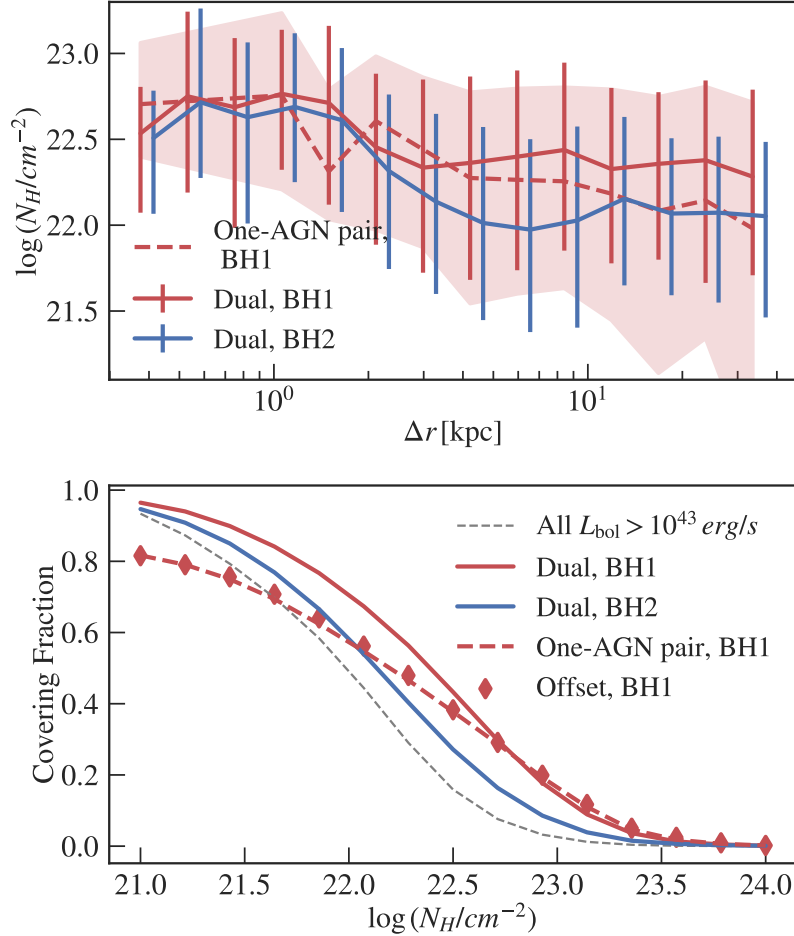 23.0
22.5
22.0
21.5
log (N_H/cm^−2)
One-AGN pair,
BH1
Dual, BH1
Dual, BH2
10^0
10^1
Δr [kpc]
1.0
0.8
0.6
0.4
0.2
0.0
Covering Fraction
All L_bol > 10^43 erg/s
Dual, BH1
Dual, BH2
One-AGN pair, BH1
Offset, BH1
21.0 21.5 22.0 22.5 23.0 23.5 24.0
log (N_H/cm^−2)